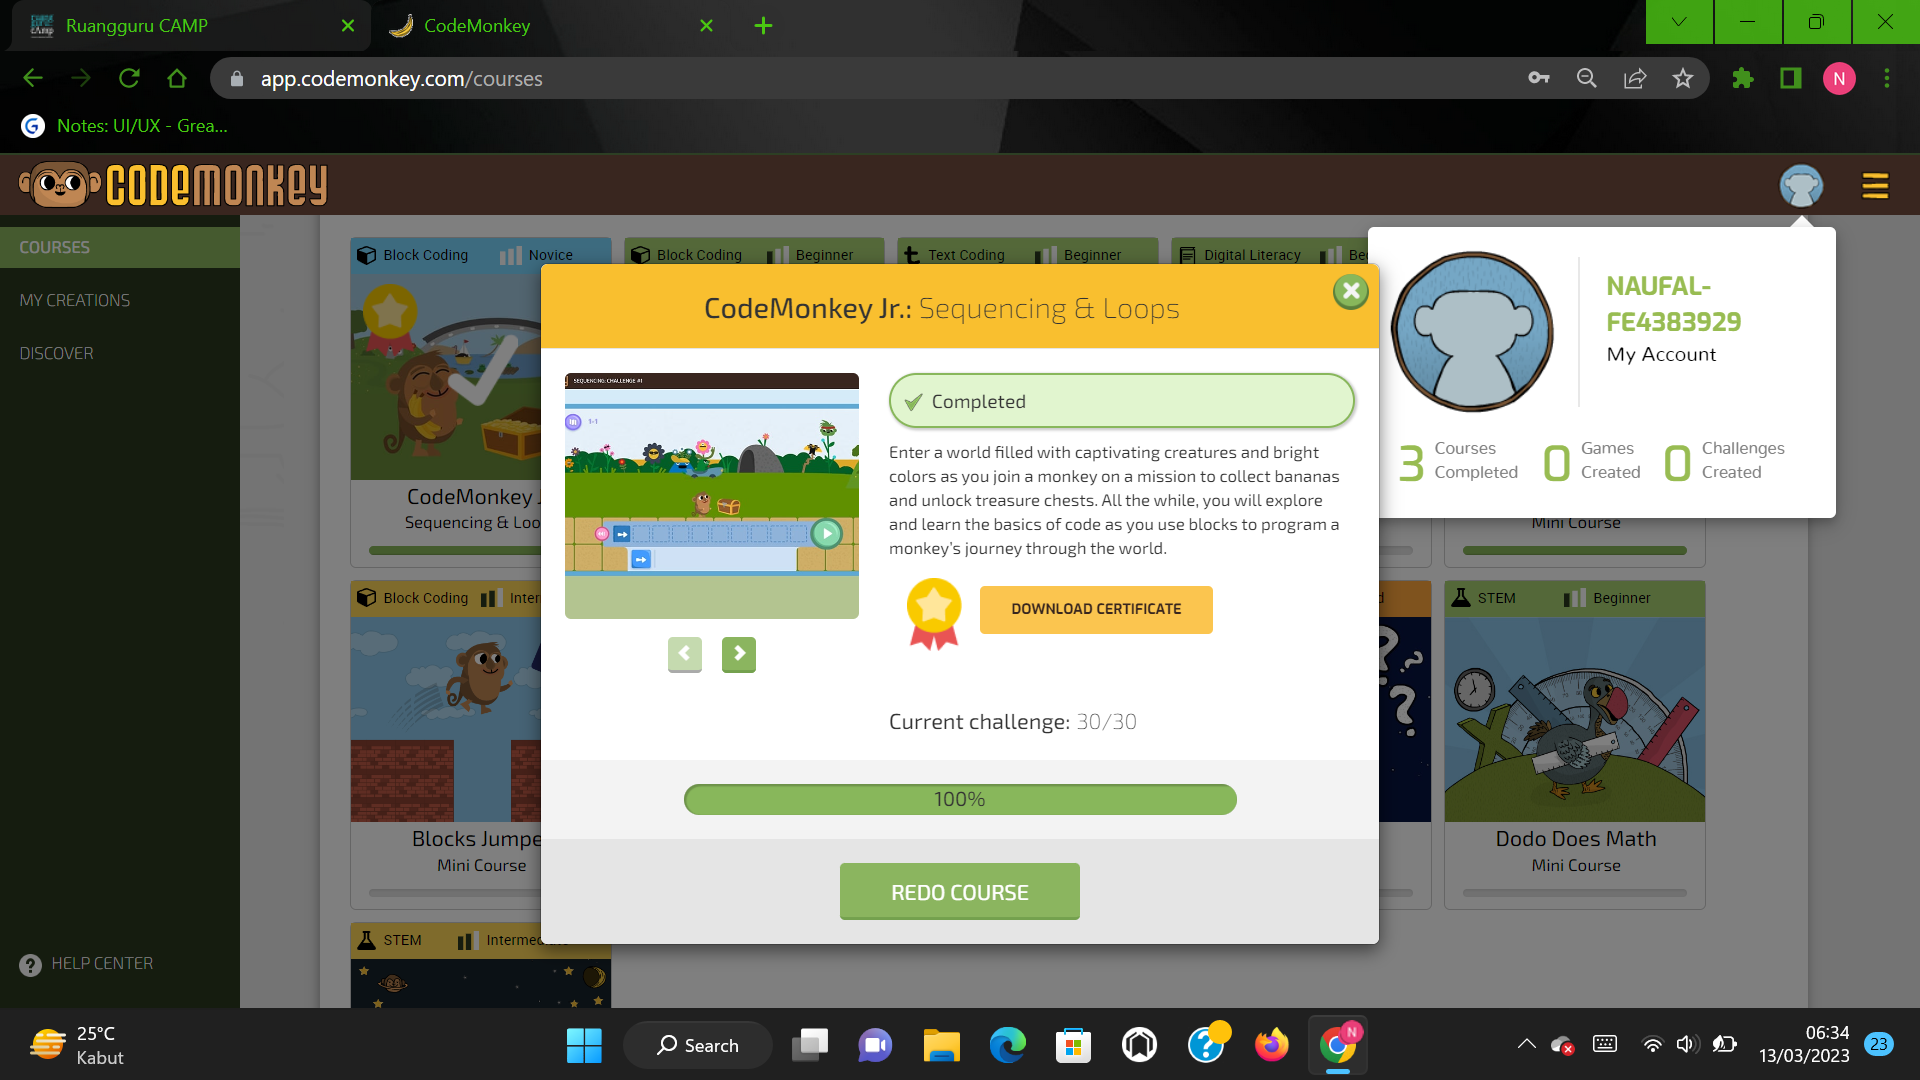 Ruangguru CAMP
CodeMonkey
app.codemonkey.com/courses
N
Notes: UI/UX - Grea...
CODEMONKEY
COURSES
MY CREATIONS
DISCOVER
HELP CENTER
Block Coding Novice
Block Coding Beginner
Text Coding Beginner
Digital Literacy Be
CodeMonkey J
Sequencing & Loo
Mini Course
Block Coding Inter
Blocks Jumpe
Mini Course
d
STEM Beginner
Dodo Does Math
Mini Course
STEM Intermediate
CodeMonkey Jr.: Sequencing & Loops
SEQUENCING: CHALLENGE #1
1-1
Completed
Enter a world filled with captivating creatures and bright
colors as you join a monkey on a mission to collect bananas
and unlock treasure chests. All the while, you will explore
and learn the basics of code as you use blocks to program a
monkey's journey through the world.
DOWNLOAD CERTIFICATE
Current challenge: 30/30
100%
REDO COURSE
NAUFAL-
FE4383929
My Account
3 Courses Completed
0 Games Created
0 Challenges Created
25°C
Kabut
Search
N
06:34
13/03/2023
23